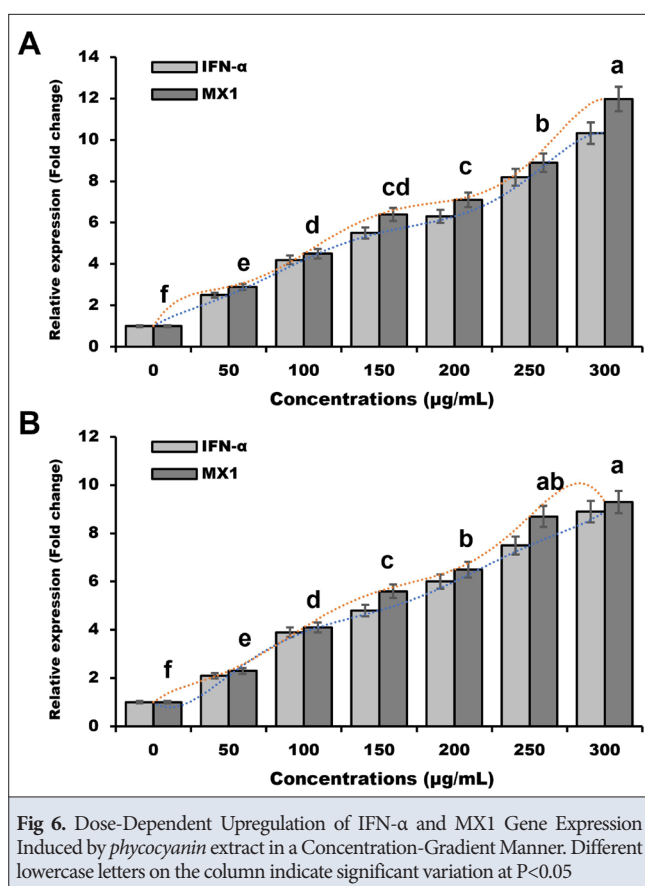 A
IFN-α
MX1
Relative expression (Fold change)
14
12
10
8
6
4
2
0
f
e
d
cd
c
b
a
0 50 100 150 200 250 300
Concentrations (µg/mL)
B
IFN-α
MX1
Relative expression (Fold change)
12
10
8
6
4
2
0
f
e
d
c
b
ab
a
0 50 100 150 200 250 300
Concentrations (µg/mL)
Fig 6. Dose-Dependent Upregulation of IFN-α and MX1 Gene Expression
Induced by phycocyanin extract in a Concentration-Gradient Manner. Different
lowercase letters on the column indicate significant variation at P<0.05